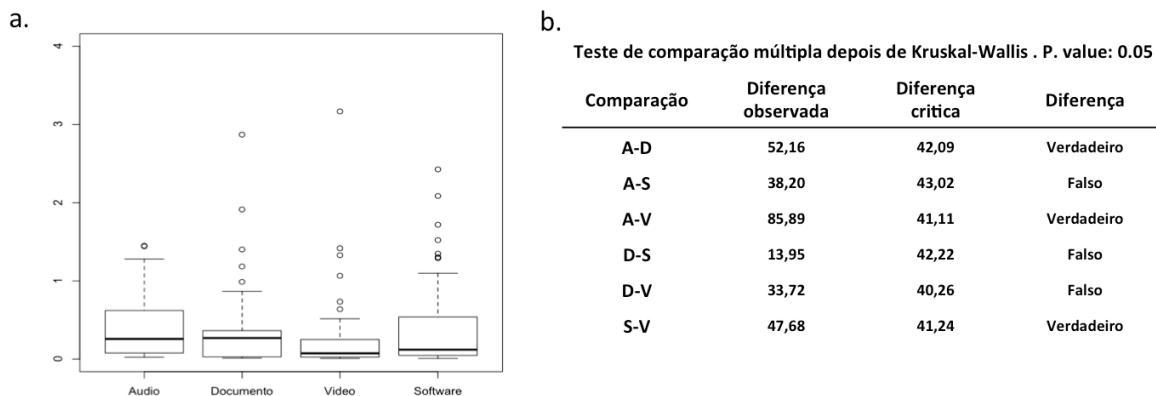 a.
4
3
2
1
0
Audio Documento Video Software
b.
Teste de comparação múltipla depois de Kruskal-Wallis . P. value: 0.05
Comparação Diferença observada Diferença critica Diferença
A-D 52,16 42,09 Verdadeiro
A-S 38,20 43,02 Falso
A-V 85,89 41,11 Verdadeiro
D-S 13,95 42,22 Falso
D-V 33,72 40,26 Falso
S-V 47,68 41,24 Verdadeiro